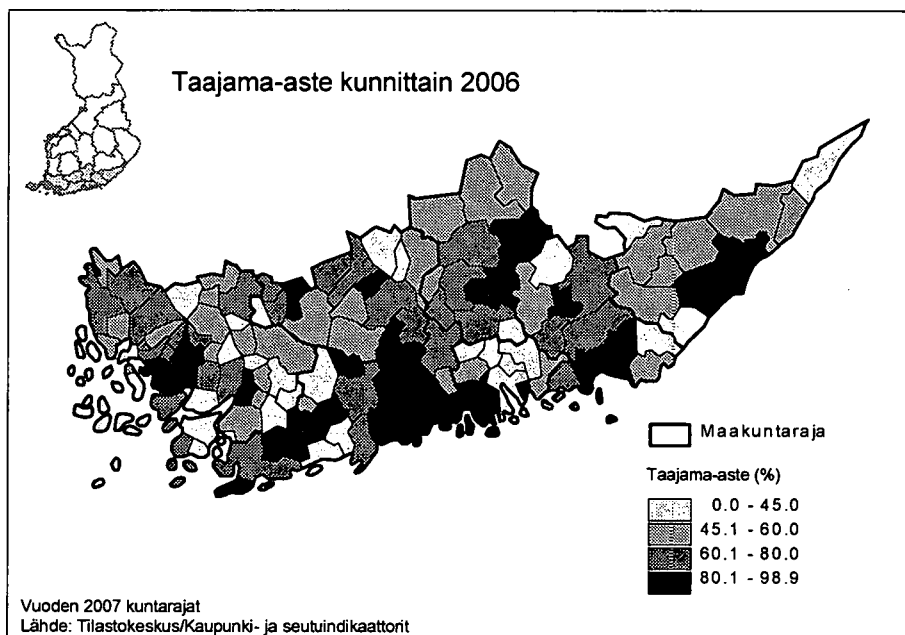 Taajama-aste kunnittain 2006
Maakuntaraja
Taajama-aste (%)
0.0 - 45.0
45.1 - 60.0
60.1 - 80.0
80.1 - 98.9
Vuoden 2007 kuntarajat
Lähde: Tilastokeskus/Kaupunki- ja seutuindikaattorit